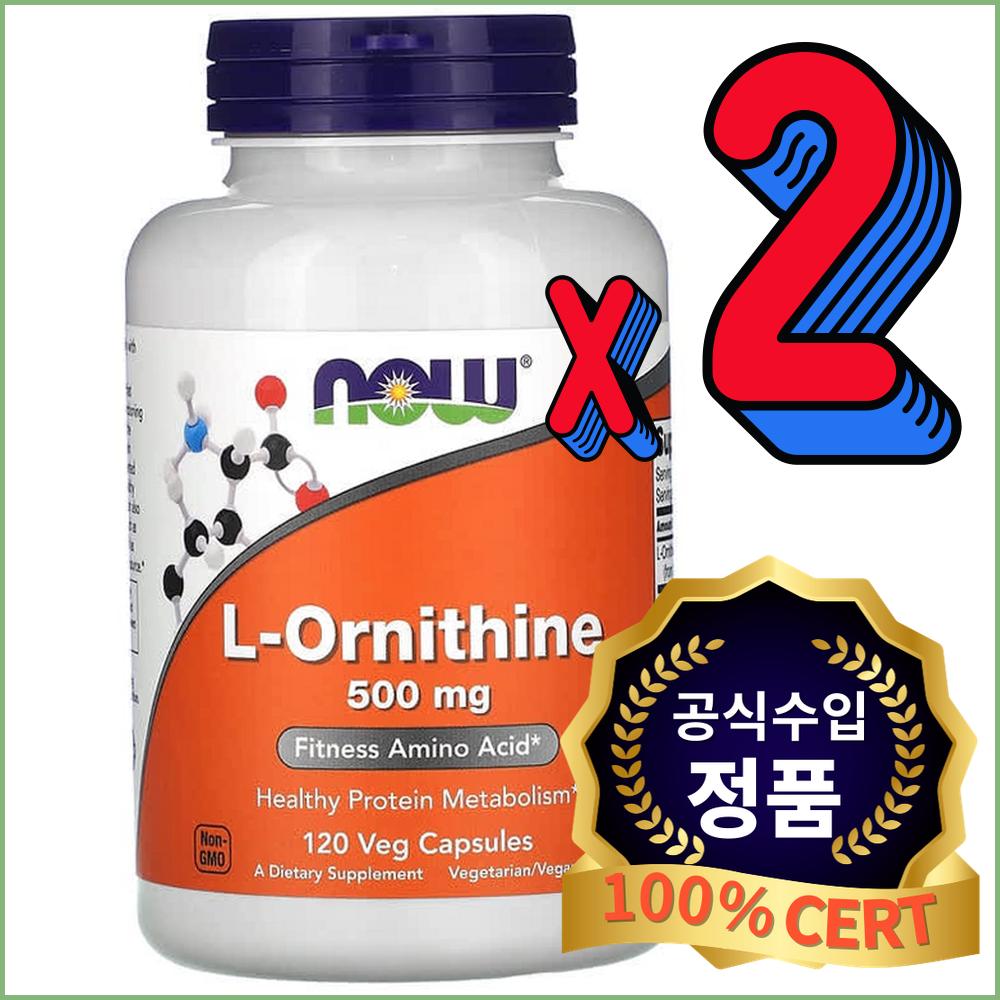 now®
x2
L-Ornithine
500 mg
Fitness Amino Acid*
Healthy Protein Metabolism*
120 Veg Capsules
Non-
GMO
A Dietary Supplement
공식수입
정품
100% CERT